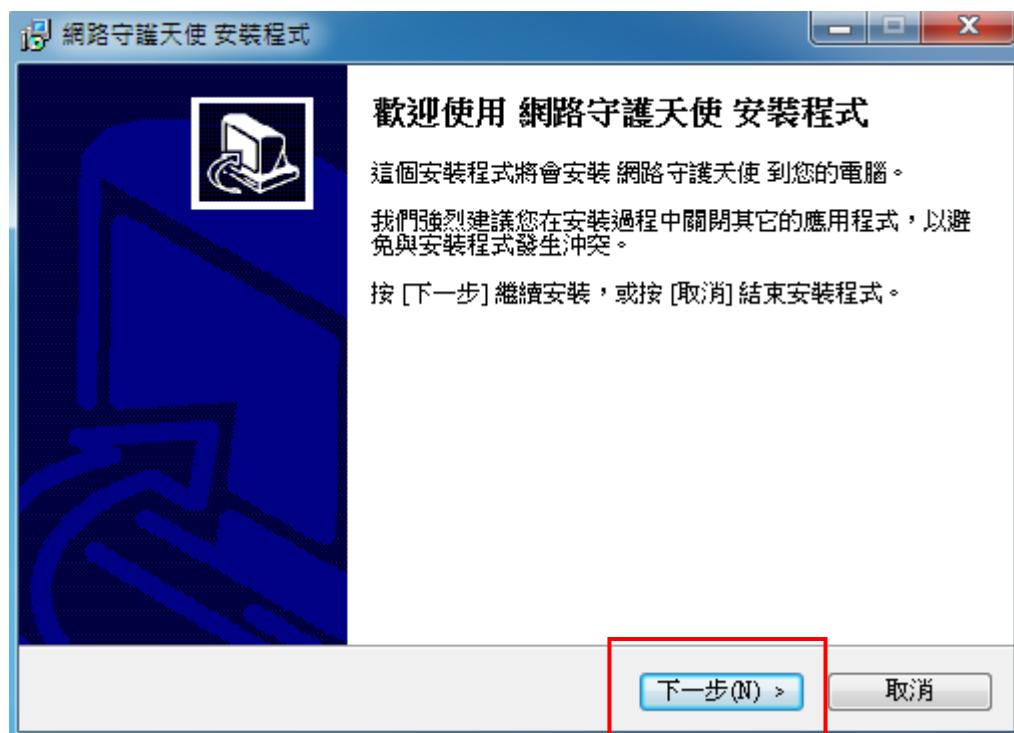 網路守護天使 安裝程式
歡迎使用 網路守護天使 安裝程式
這個安裝程式將會安裝 網路守護天使 到您的電腦。
我們強烈建議您在安裝過程中關閉其它的應用程式，以避
免與安裝程式發生沖突。
按 [下一步] 繼續安裝，或按 [取消] 結束安裝程式。
下一步(N) >
取消